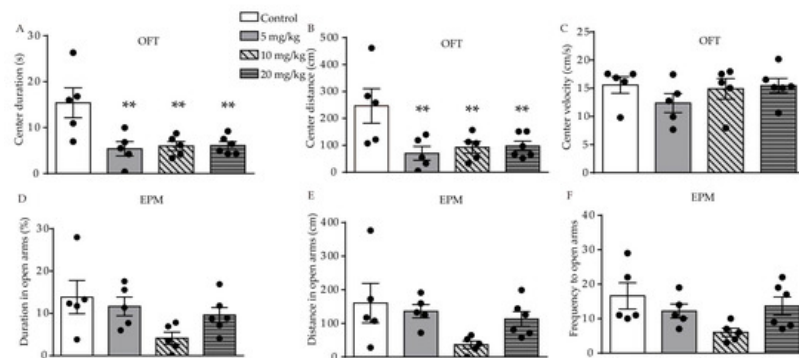 Control
5 mg/kg
10 mg/kg
20 mg/kg
A
OFT
Center duration (s)
30
20
10
0
**
**
**
B
OFT
Center distance (cm)
500
400
300
200
100
0
**
**
**
C
OFT
Center velocity (cm/s)
25
20
15
10
5
0
D
EPM
Duration in open arms (%)
40
30
20
10
0
E
EPM
Distance in open arms (cm)
500
400
300
200
100
0
F
EPM
Frequency to open arms
40
30
20
10
0